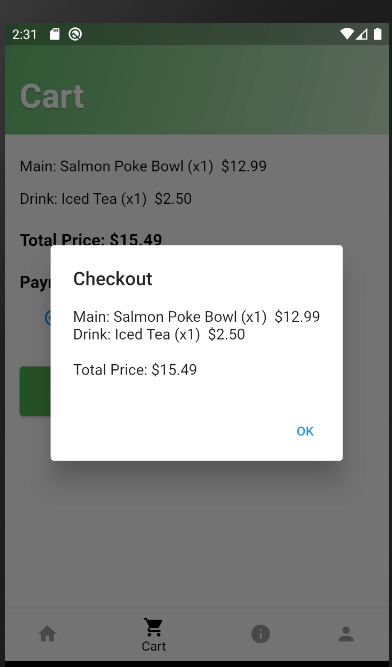 2:31
Cart
Main: Salmon Poke Bowl (x1)  $12.99
Drink: Iced Tea (x1)  $2.50
Total Price: $15.49
Checkout
Main: Salmon Poke Bowl (x1)  $12.99
Drink: Iced Tea (x1)  $2.50
Total Price: $15.49
OK
Cart